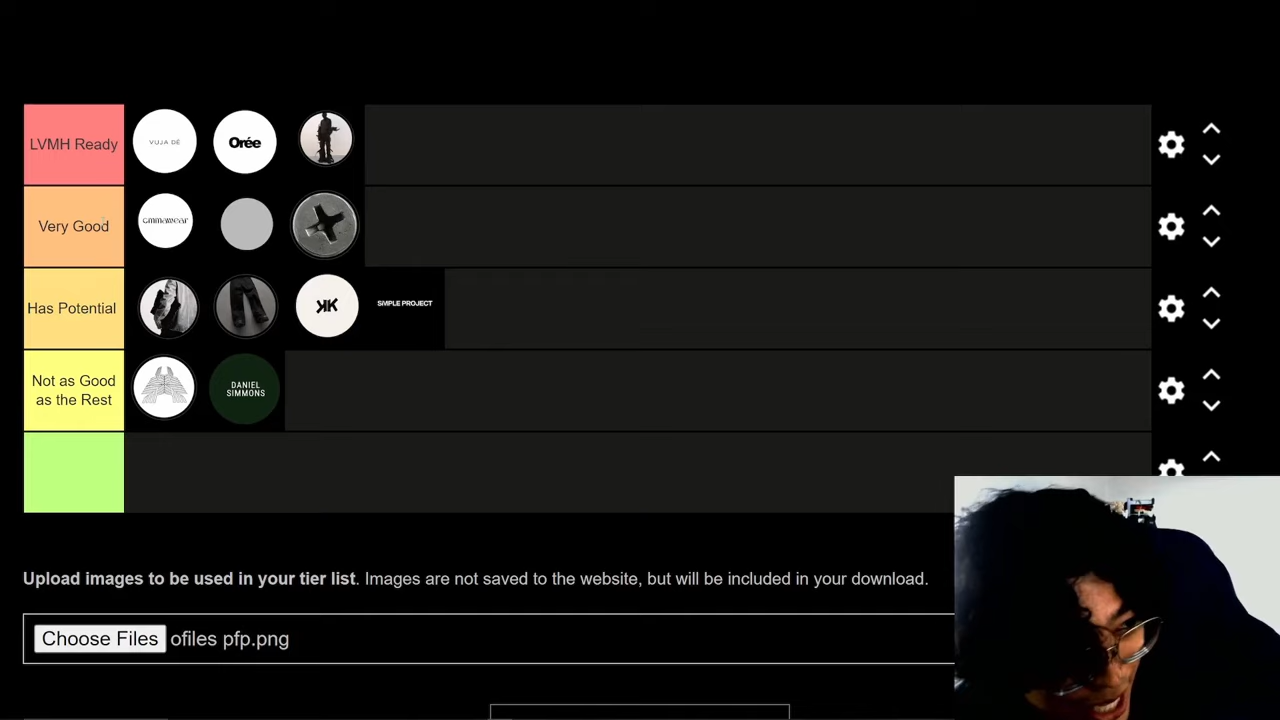 LVMH Ready
VUJA DÉ
Orée
Very Good
emmawear
Has Potential
KK
SIMPLE PROJECT
Not as Good
as the Rest
DANIEL
SIMMONS
Upload images to be used in your tier list. Images are not saved to the website, but will be included in your download.
Choose Files ofiles pfp.png